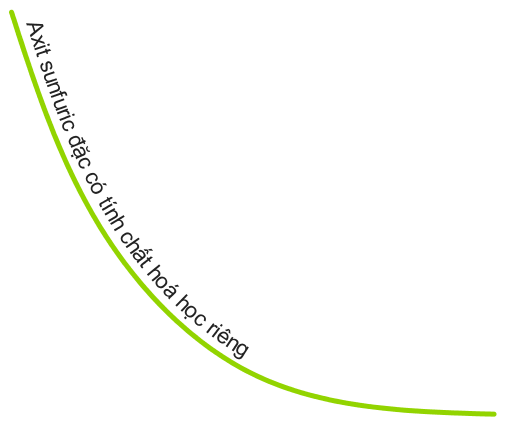 Axit sunfuric đặc có tính chất hoá học riêng